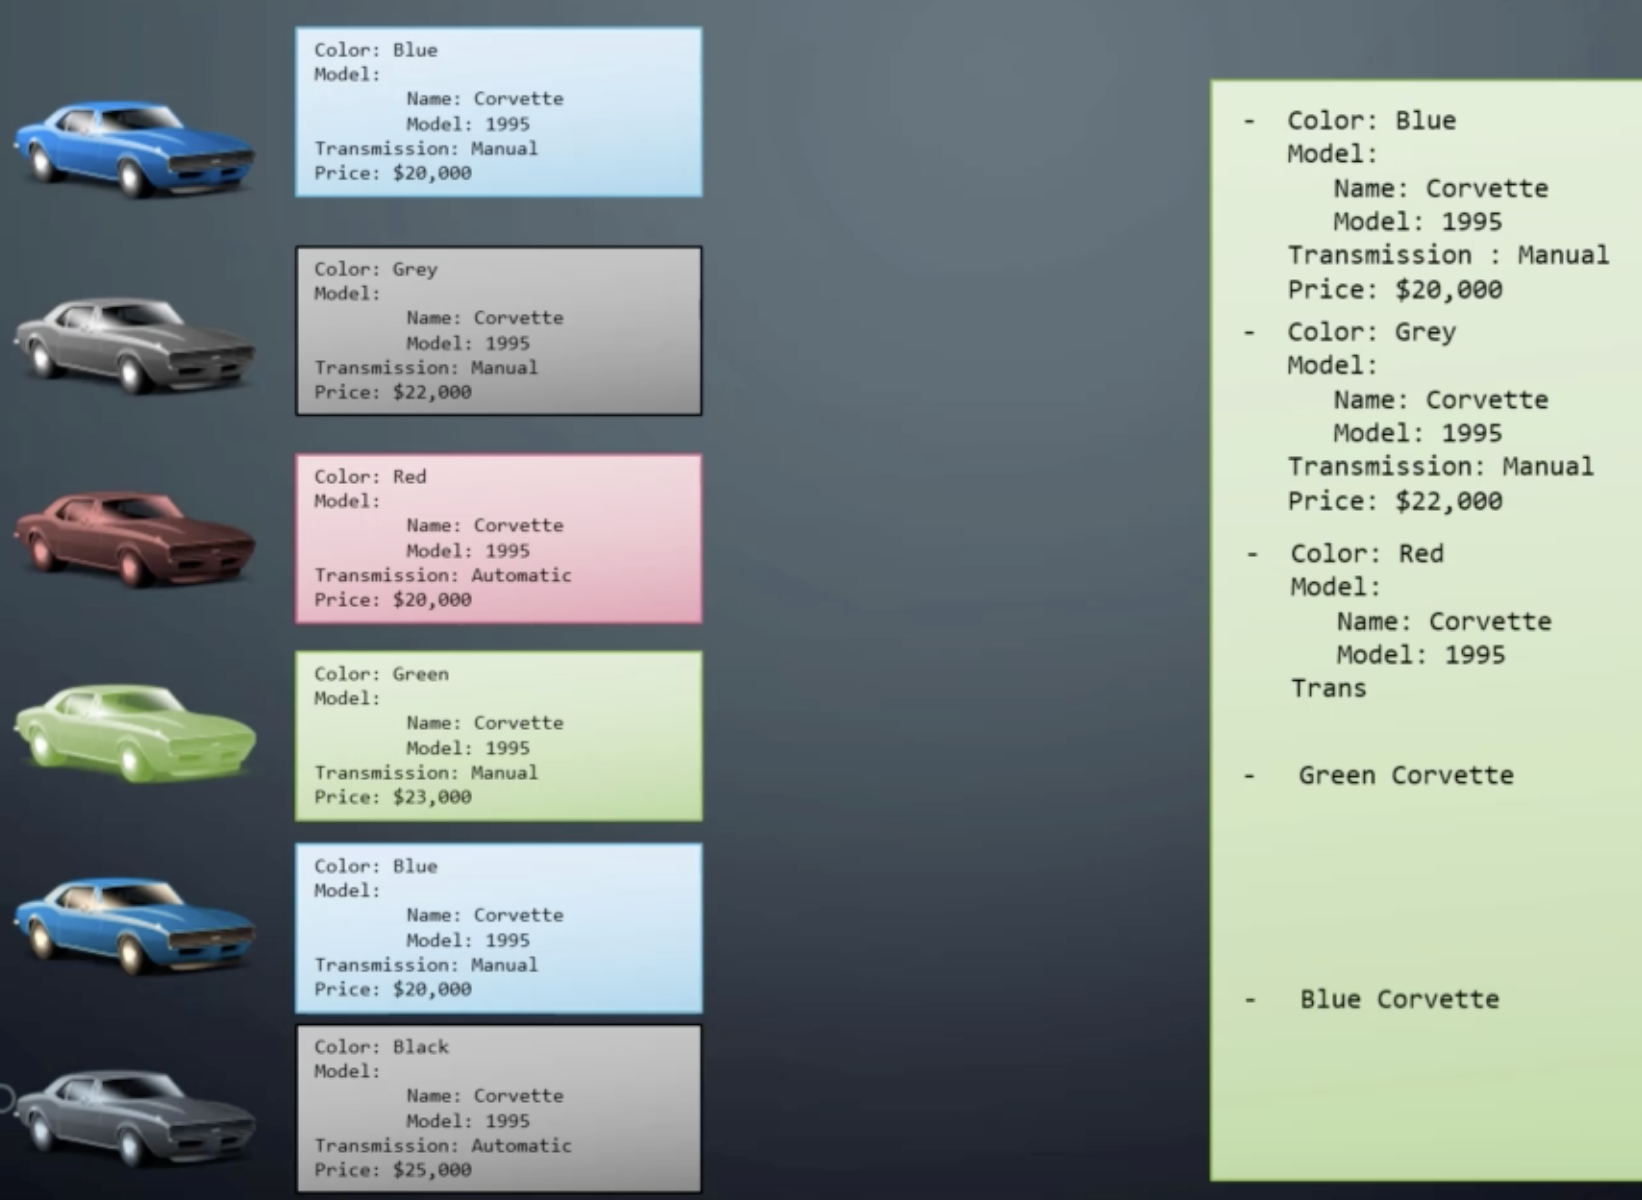 Color: Blue
Model:
Name: Corvette
Model: 1995
Transmission: Manual
Price: $20,000
Color: Grey
Model:
Name: Corvette
Model: 1995
Transmission: Manual
Price: $22,000
Color: Red
Model:
Name: Corvette
Model: 1995
Transmission: Automatic
Price: $20,000
Color: Green
Model:
Name: Corvette
Model: 1995
Transmission: Manual
Price: $23,000
Color: Blue
Model:
Name: Corvette
Model: 1995
Transmission: Manual
Price: $20,000
Color: Black
Model:
Name: Corvette
Model: 1995
Transmission: Automatic
Price: $25,000
- Color: Blue
Model:
Name: Corvette
Model: 1995
Transmission : Manual
Price: $20,000
- Color: Grey
Model:
Name: Corvette
Model: 1995
Transmission: Manual
Price: $22,000
- Color: Red
Model:
Name: Corvette
Model: 1995
Trans
- Green Corvette
- Blue Corvette